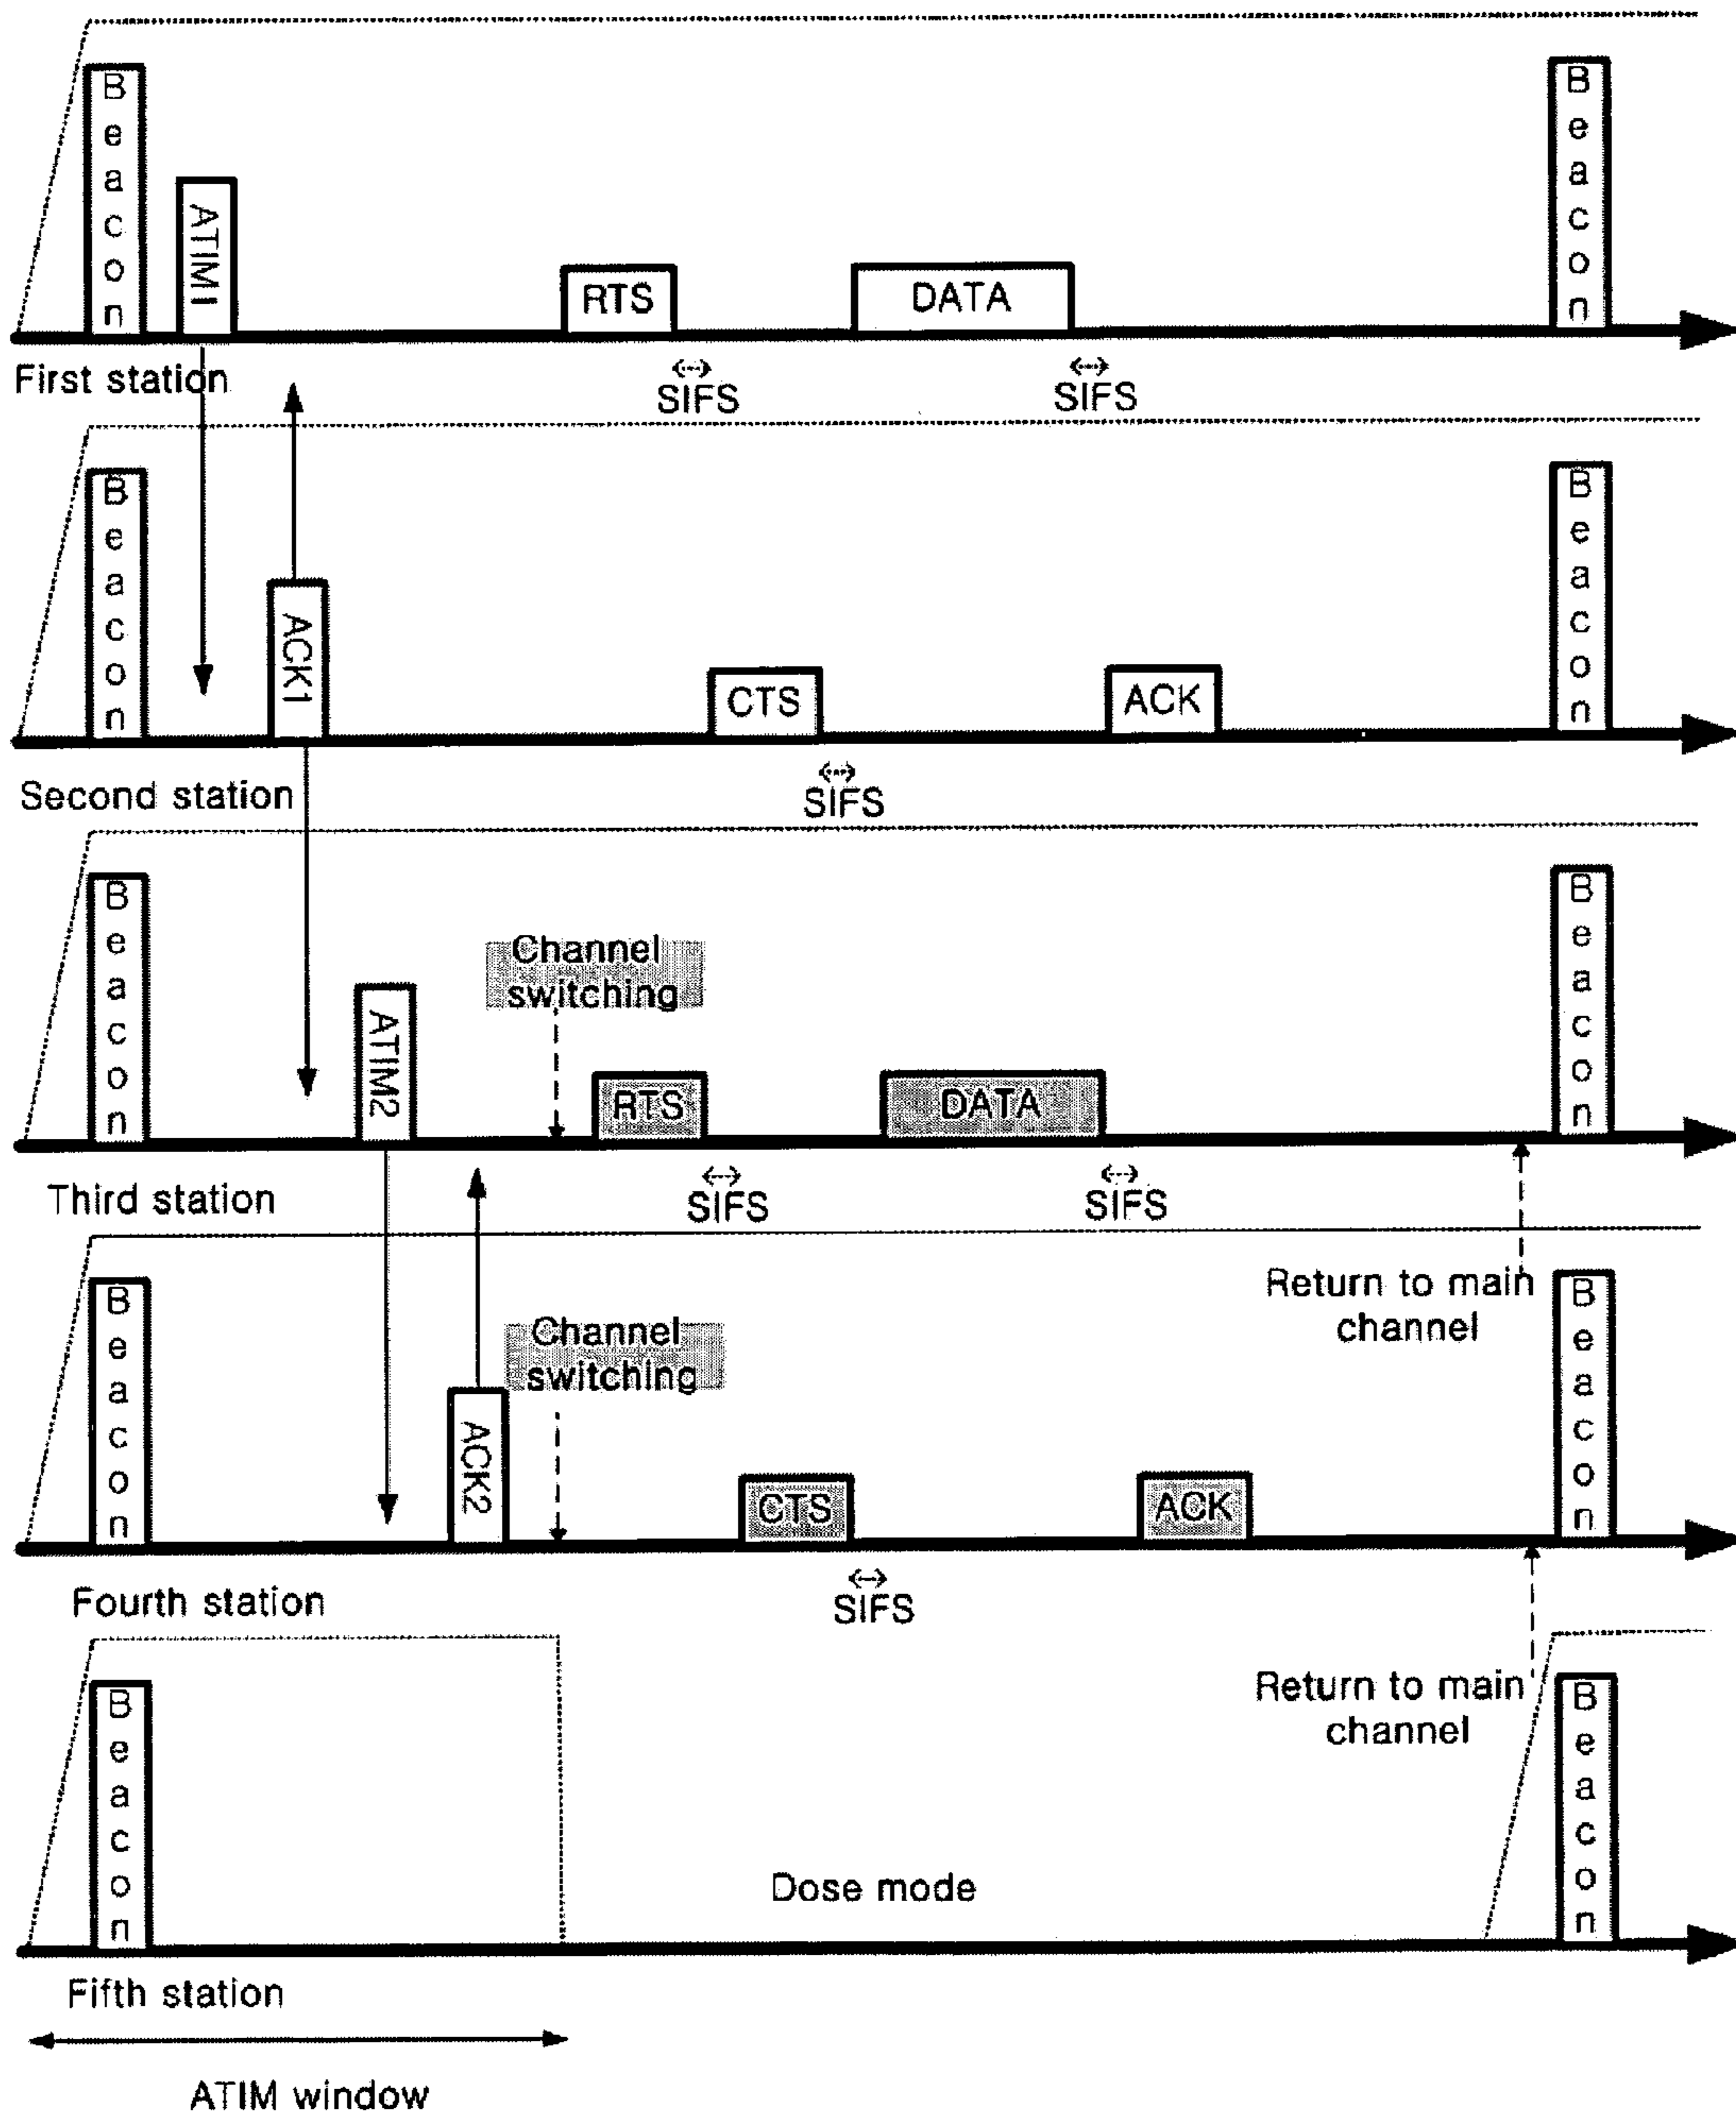 Beacon
ATIM1
RTS
DATA
Beacon
First station
SIFS
SIFS
Beacon
ACK1
CTS
ACK
Beacon
Second station
SIFS
Beacon
ATIM2
Channel
switching
RTS
DATA
Beacon
Third station
SIFS
SIFS
Beacon
ACK2
Channel
switching
CTS
ACK
Return to main
channel
Beacon
Fourth station
SIFS
Beacon
Dose mode
Return to main
channel
Beacon
Fifth station
ATIM window